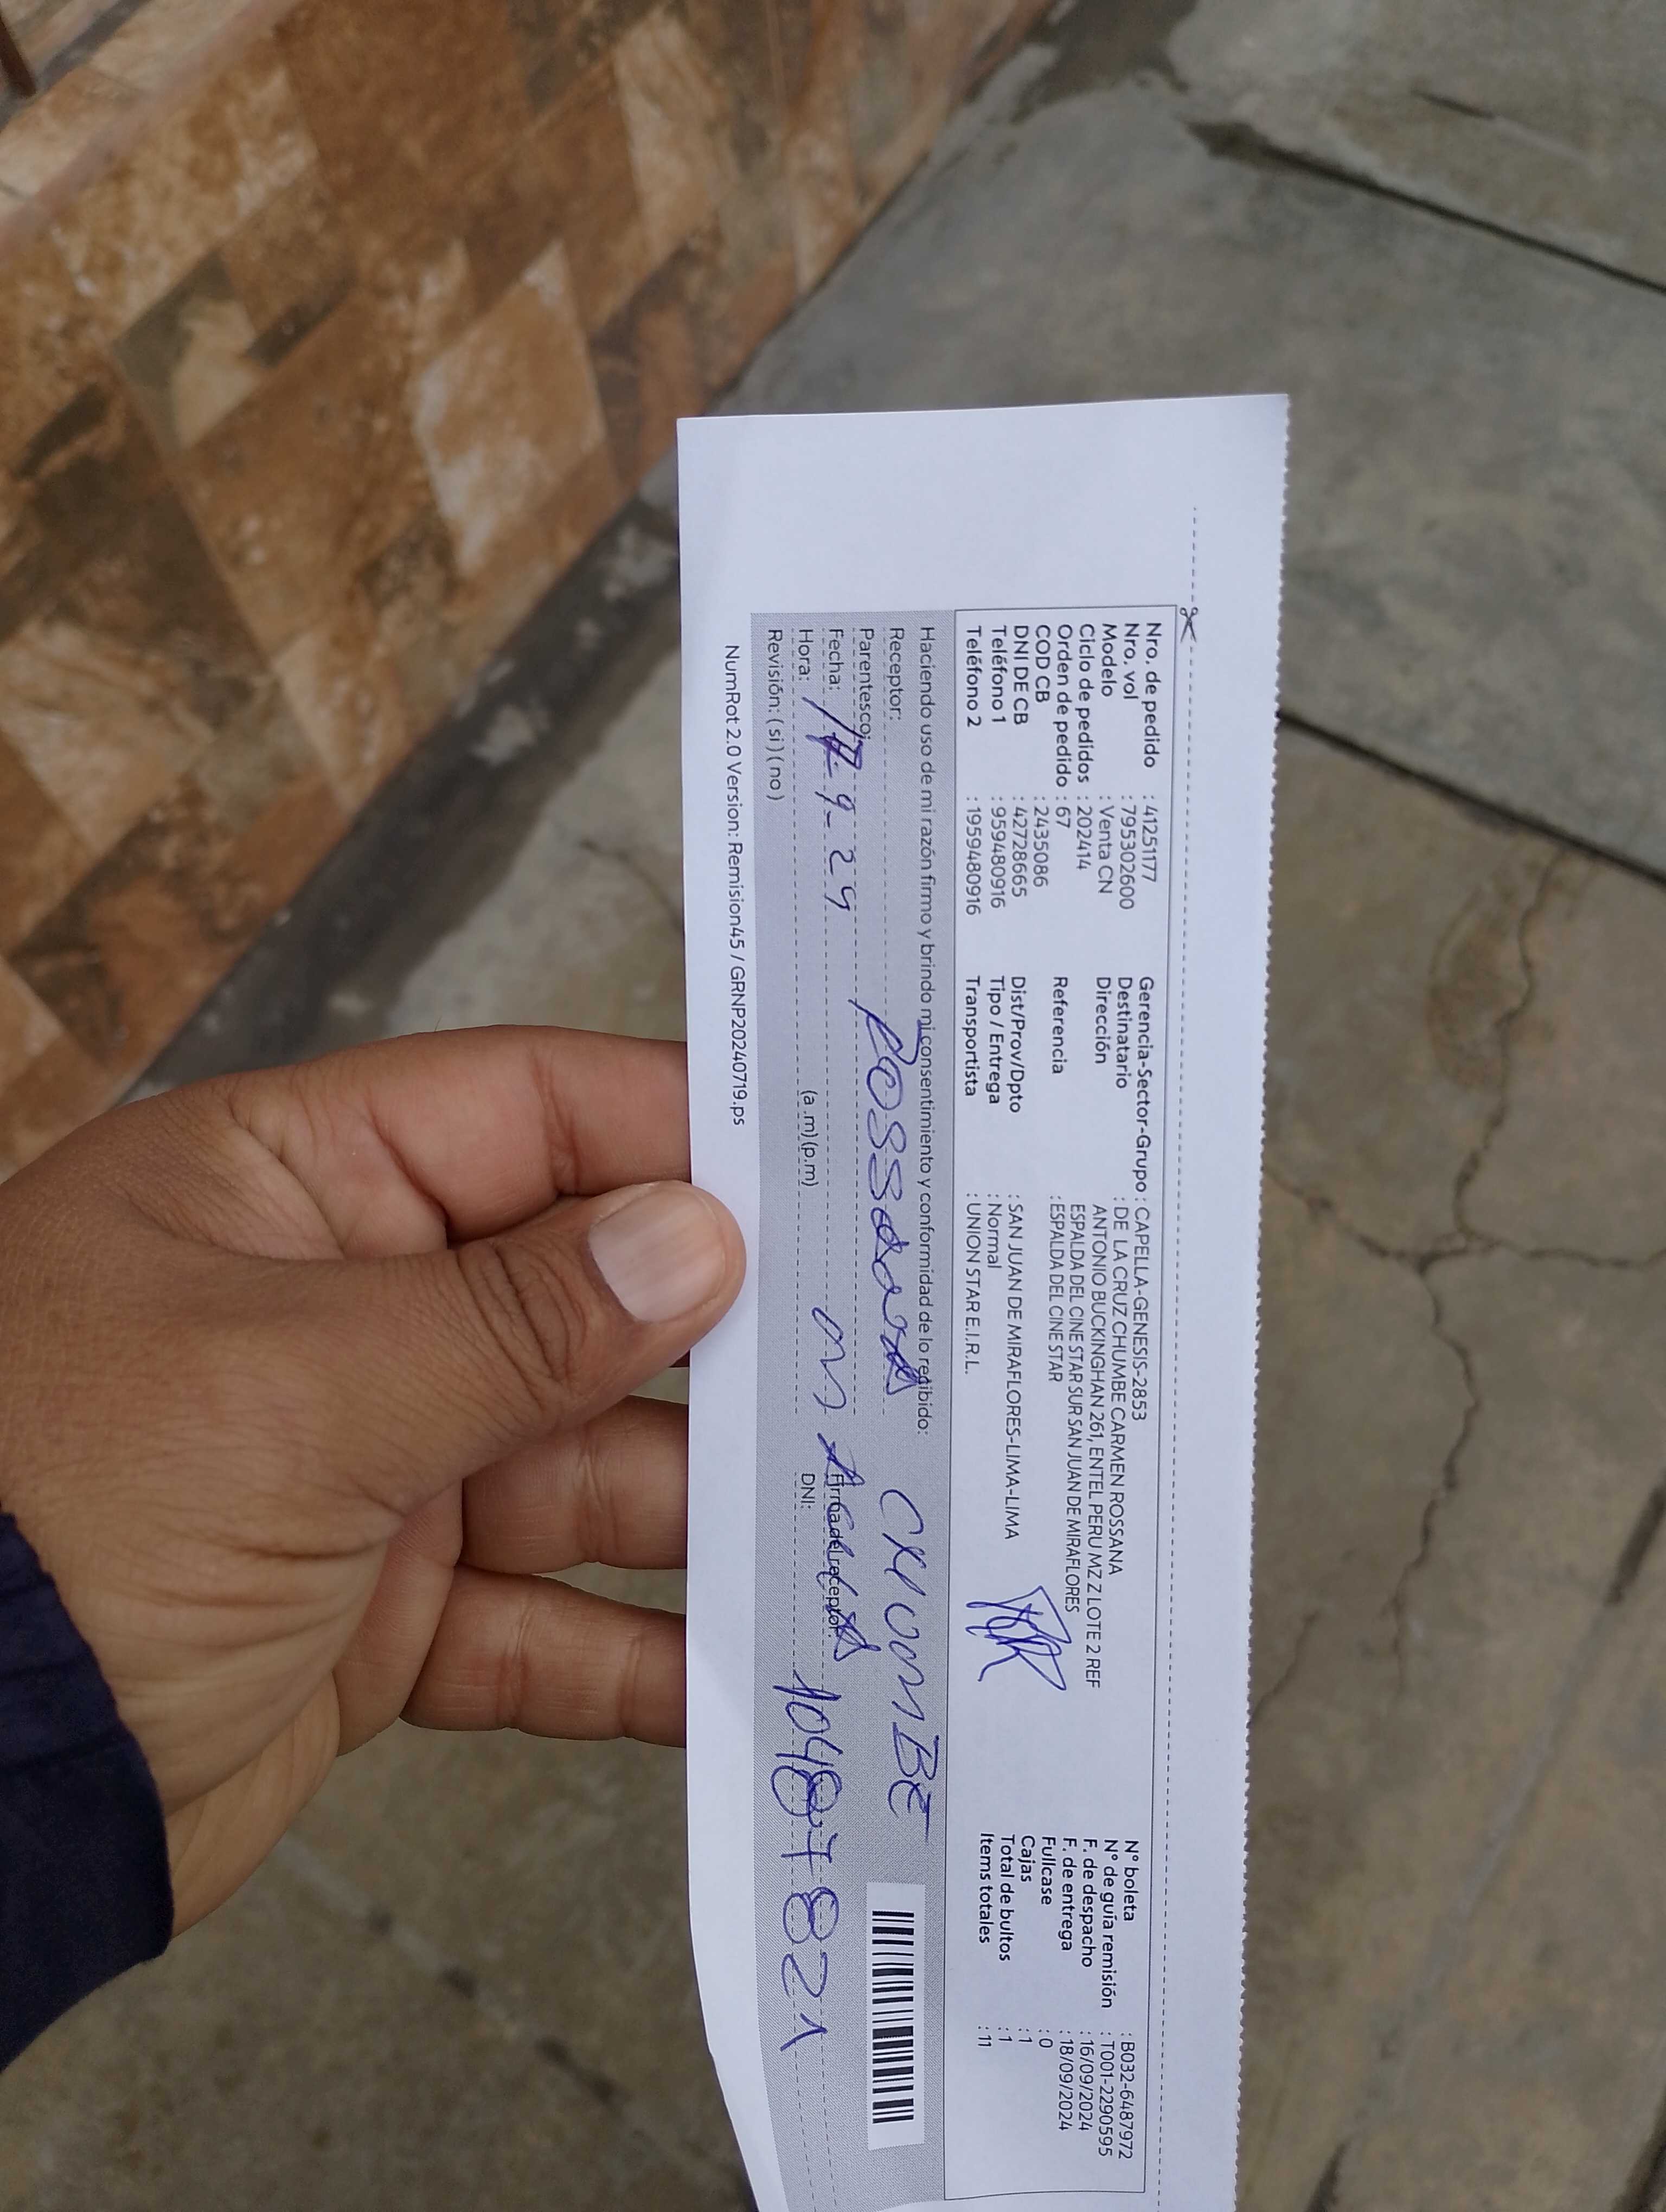 Nro. de pedido : 41251177
Nro. vol : 795302600
Modelo : Venta CN
Ciclo de pedidos : 202414
Orden de pedido : 67
COD CB : 2435086
DNI DE CB : 42728665
Teléfono 1 : 959480916
Teléfono 2 : 1959480916
Gerencia-Sector-Grupo : CAPELLA-GENESIS-2853
Destinatario : DE LA CRUZ CHUMBE CARMEN ROSSANA
Dirección ANTONIO BUCKINGHAN 261, ENTEL PERU MZ Z LOTE 2 REF
ESPALDA DEL CINE STAR SUR SAN JUAN DE MIRAFLORES
Referencia : ESPALDA DEL CINE STAR
Dist/Prov/Dpto : SAN JUAN DE MIRAFLORES-LIMA-LIMA
Tipo / Entrega : Normal
Transportista : UNION STAR E.I.R.L.
N° boleta : B032-6487972
N° de guía remisión : T001-2290595
F. de despacho : 16/09/2024
F. de entrega : 18/09/2024
Fullcase : 0
Cajas : 1
Total de bultos : 1
Items totales : 11
Haciendo uso de mi razón firmo y brindo mi consentimiento y conformidad de lo recibido:
Receptor: CHUMBE
Parentesco:
Fecha:
Firma del receptor
Hora: (a.m)(p.m) DNI:
Revisión: (si) (no)
NumRot 2.0 Version: Remision45 / GRNP20240719.ps